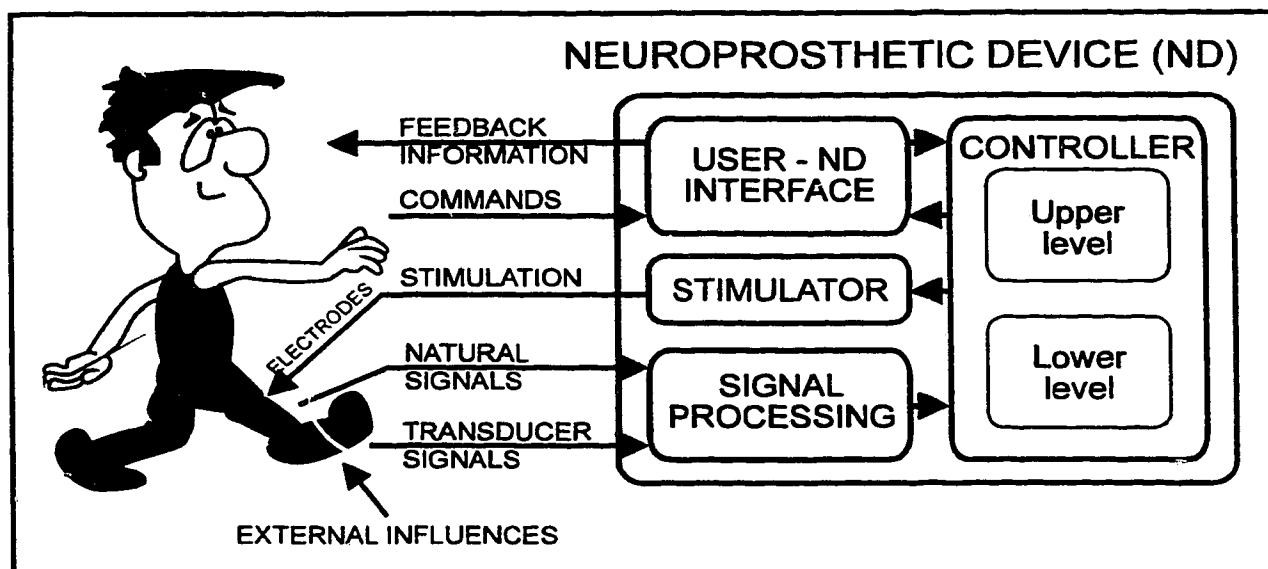 NEUROPROSTHETIC DEVICE (ND)
FEEDBACK
INFORMATION
COMMANDS
STIMULATION
ELECTRODES
NATURAL
SIGNALS
TRANSDUCER
SIGNALS
EXTERNAL INFLUENCES
USER - ND
INTERFACE
STIMULATOR
SIGNAL
PROCESSING
CONTROLLER
Upper
level
Lower
level